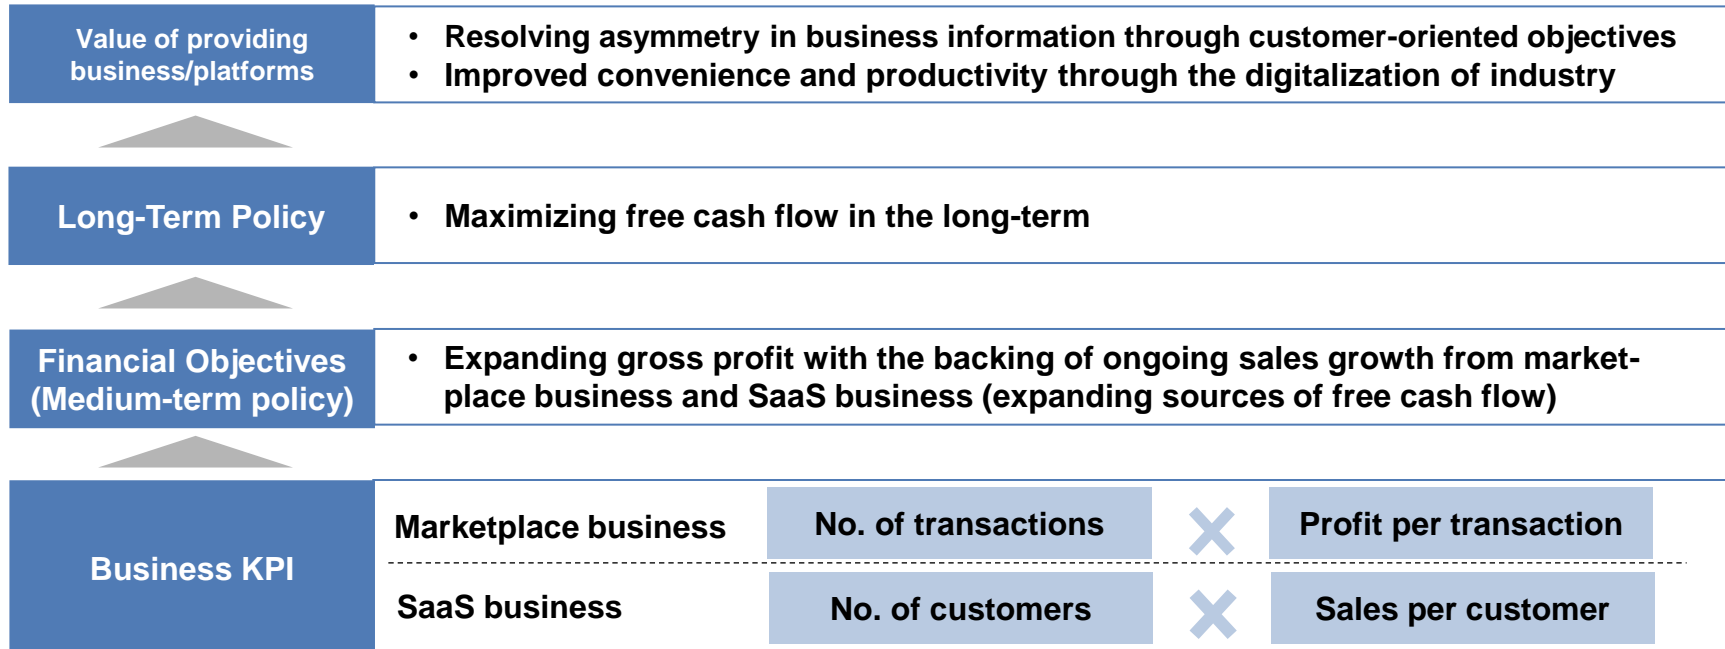 Value of providing
business/platforms
• Resolving asymmetry in business information through customer-oriented objectives
• Improved convenience and productivity through the digitalization of industry
Long-Term Policy
• Maximizing free cash flow in the long-term
Financial Objectives
(Medium-term policy)
• Expanding gross profit with the backing of ongoing sales growth from market-
place business and SaaS business (expanding sources of free cash flow)
Business KPI
Marketplace business No. of transactions × Profit per transaction
SaaS business No. of customers × Sales per customer